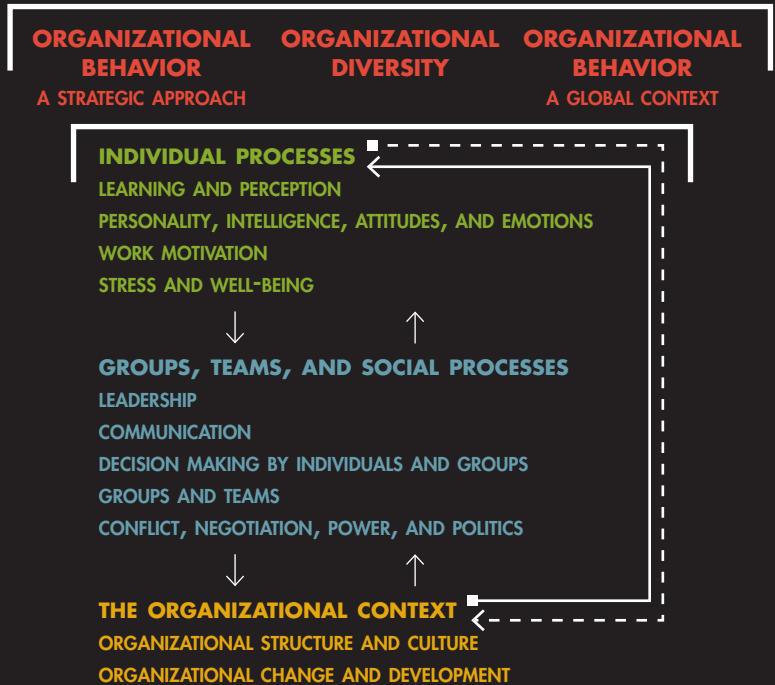 ORGANIZATIONAL BEHAVIOR
A STRATEGIC APPROACH
ORGANIZATIONAL DIVERSITY
ORGANIZATIONAL BEHAVIOR
A GLOBAL CONTEXT
INDIVIDUAL PROCESSES
LEARNING AND PERCEPTION
PERSONALITY, INTELLIGENCE, ATTITUDES, AND EMOTIONS
WORK MOTIVATION
STRESS AND WELL-BEING
GROUPS, TEAMS, AND SOCIAL PROCESSES
LEADERSHIP
COMMUNICATION
DECISION MAKING BY INDIVIDUALS AND GROUPS
GROUPS AND TEAMS
CONFLICT, NEGOTIATION, POWER, AND POLITICS
THE ORGANIZATIONAL CONTEXT
ORGANIZATIONAL STRUCTURE AND CULTURE
ORGANIZATIONAL CHANGE AND DEVELOPMENT